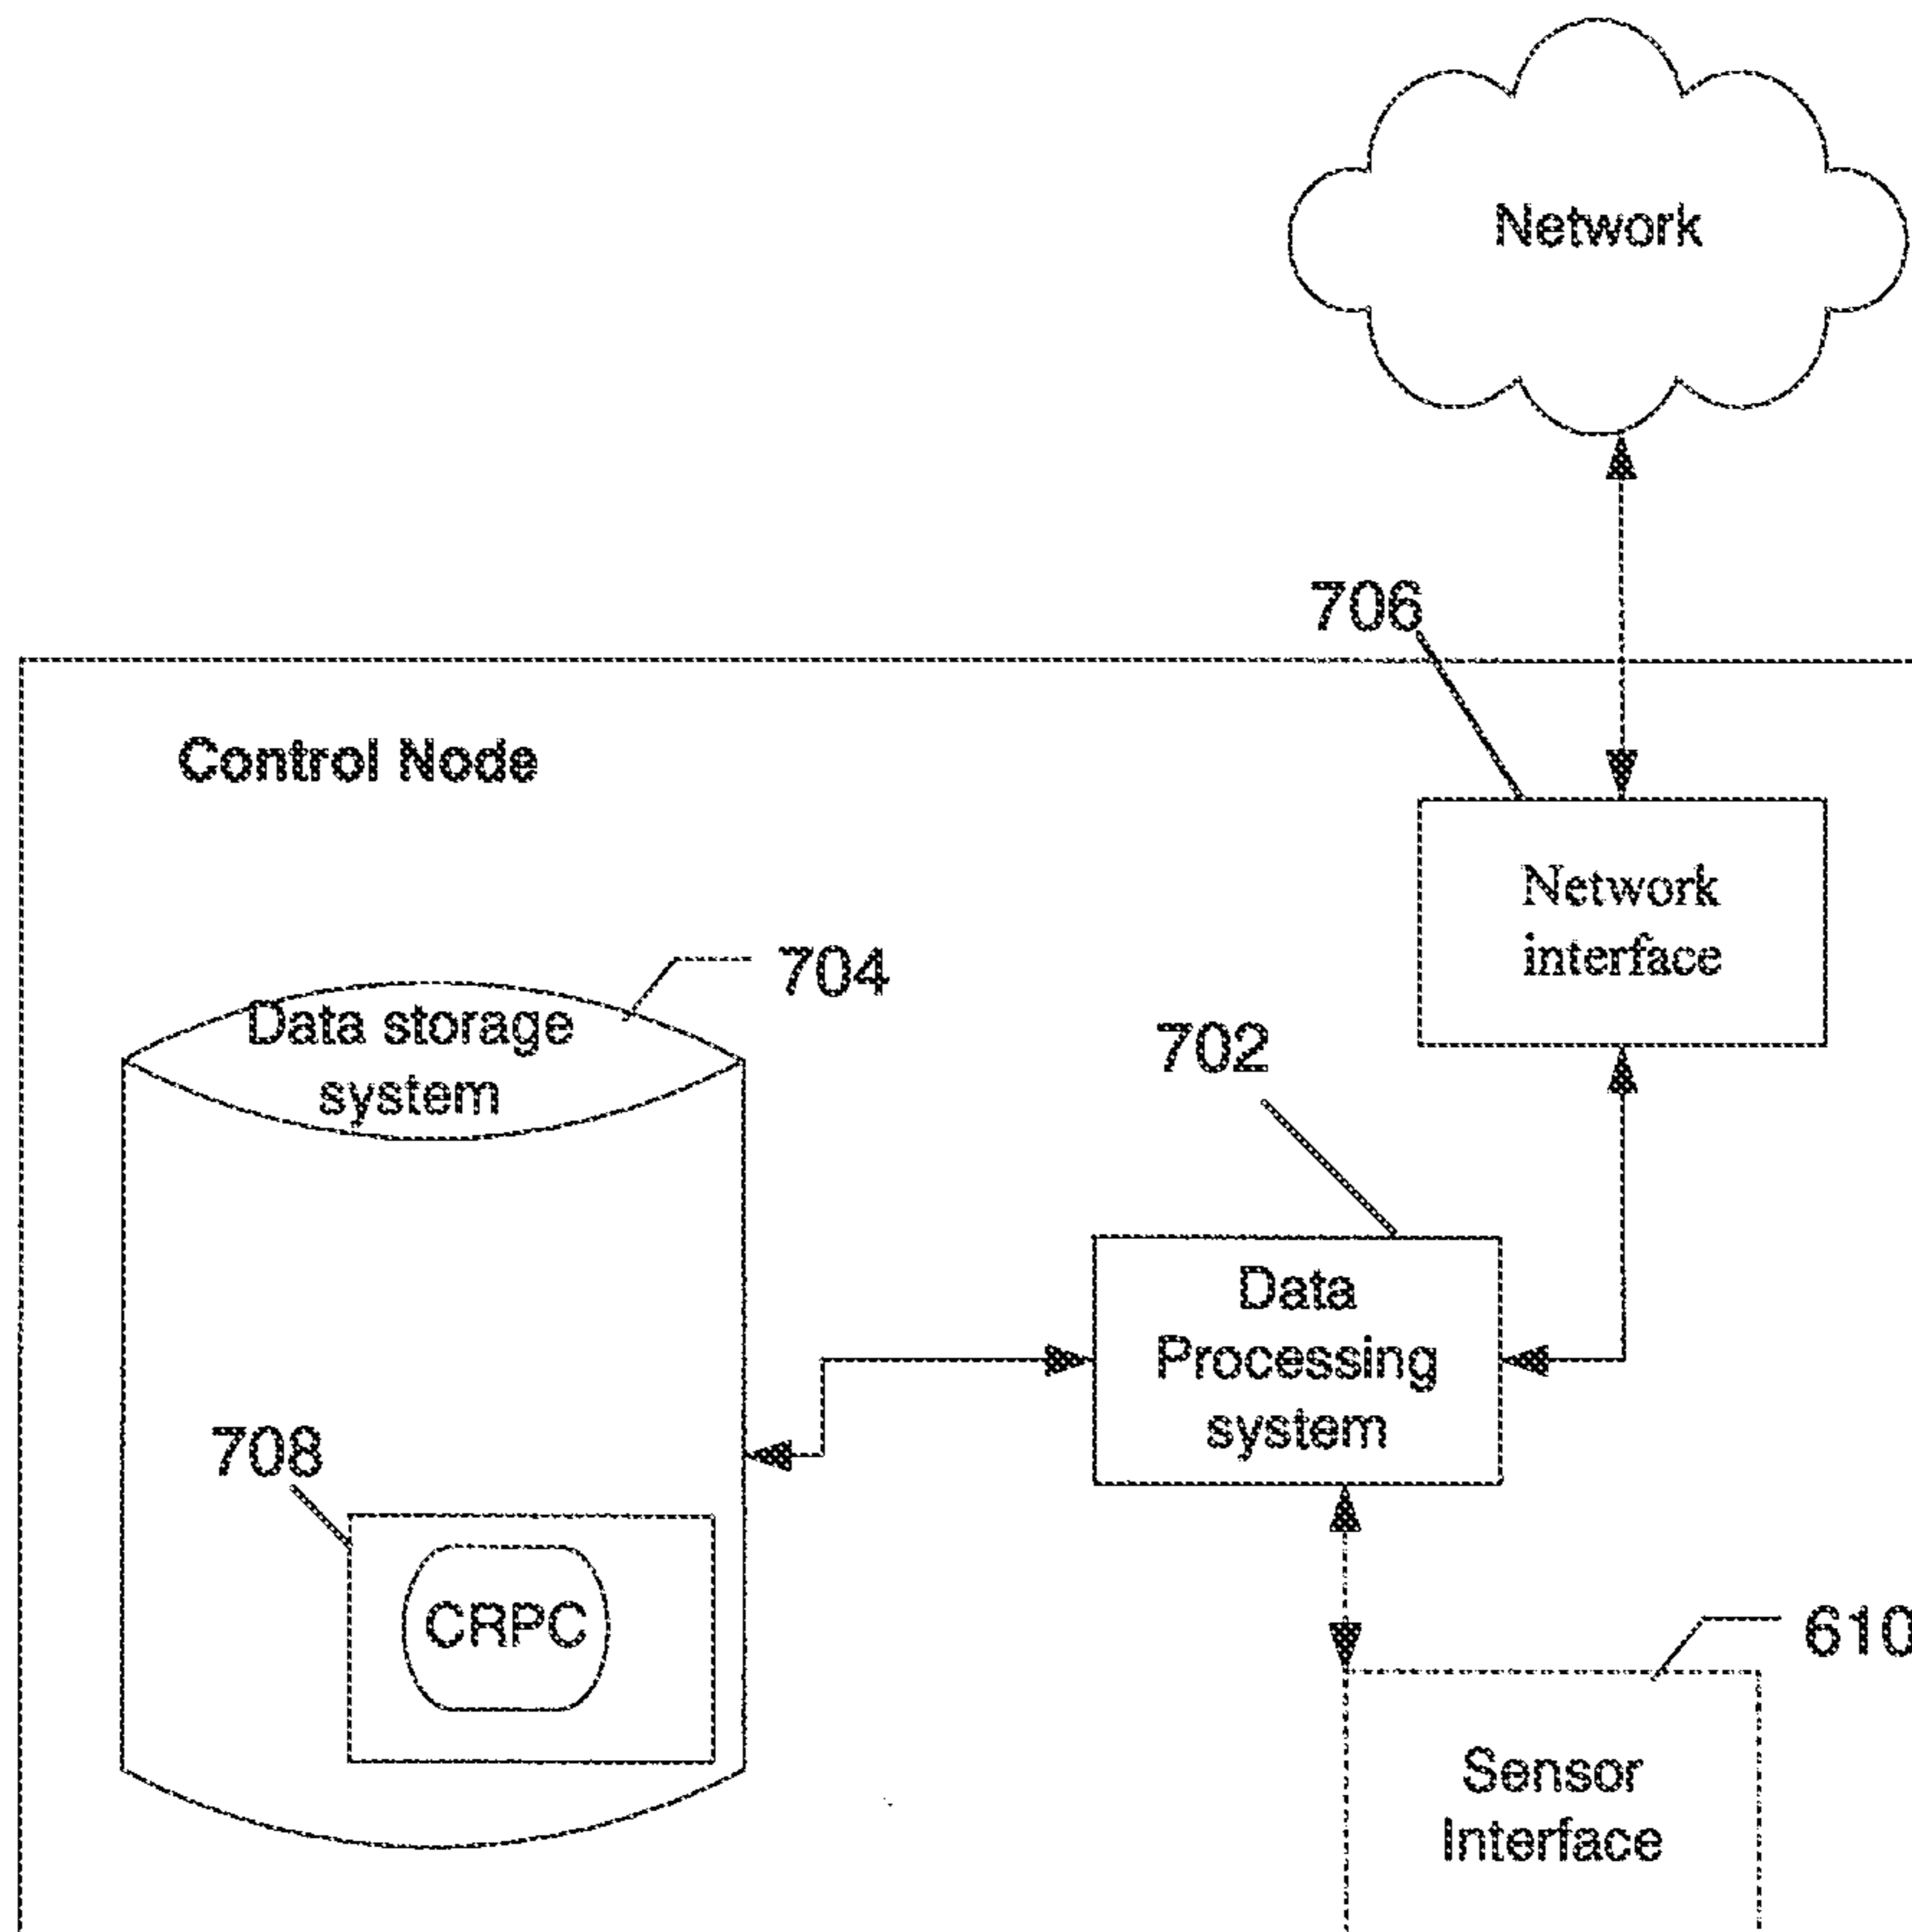 Network
706
Control Node
Network
interface
704
Data storage
system
702
Data
Processing
system
708
CRPC
610
Sensor
Interface